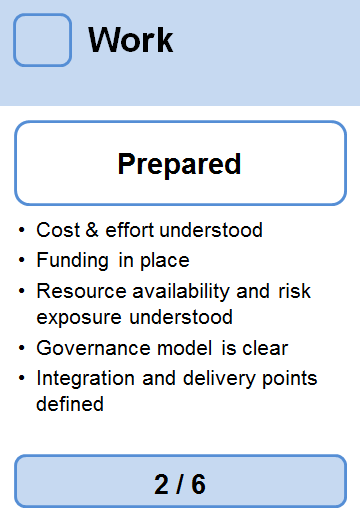 Work
Prepared
• Cost & effort understood
• Funding in place
• Resource availability and risk
exposure understood
• Governance model is clear
• Integration and delivery points
defined
2 / 6